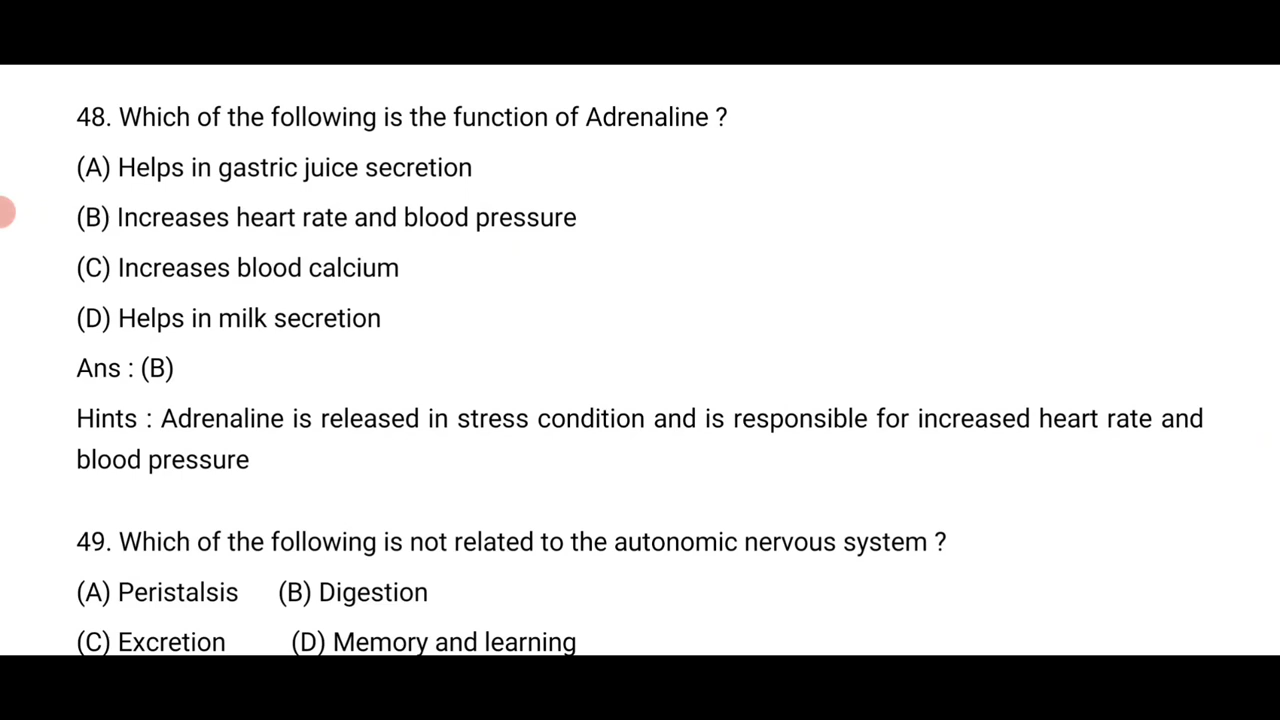 48. Which of the following is the function of Adrenaline ?
(A) Helps in gastric juice secretion
(B) Increases heart rate and blood pressure
(C) Increases blood calcium
(D) Helps in milk secretion
Ans : (B)
Hints : Adrenaline is released in stress condition and is responsible for increased heart rate and
blood pressure
49. Which of the following is not related to the autonomic nervous system ?
(A) Peristalsis (B) Digestion
(C) Excretion (D) Memory and learning